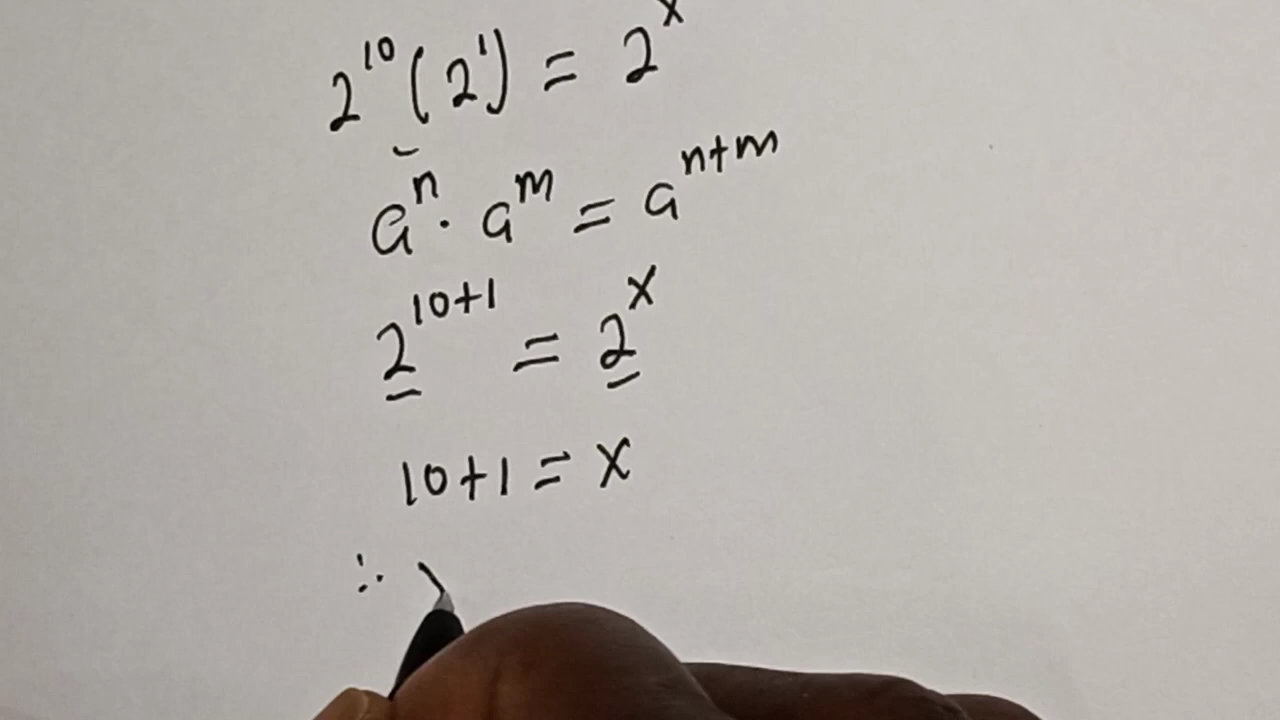 2^10 (2^1) = 2^x
a^n · a^m = a^(n+m)
2^(10+1) = 2^x
10+1 = x
∴